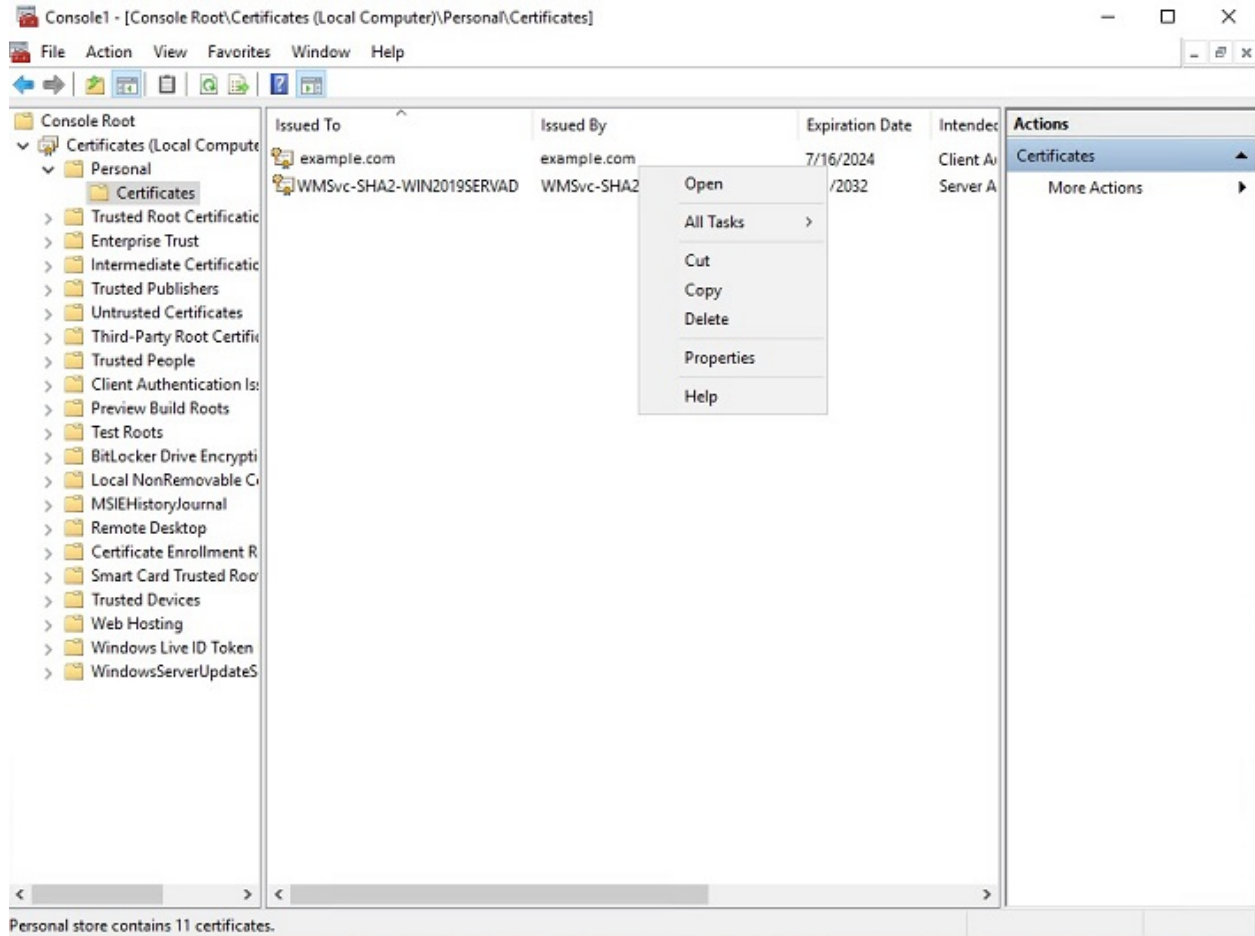 Console1 - [Console Root\Certificates (Local Computer)\Personal\Certificates]
File Action View Favorites Window Help
Console Root
Certificates (Local Compute
Personal
Certificates
Trusted Root Certificatic
Enterprise Trust
Intermediate Certificatic
Trusted Publishers
Untrusted Certificates
Third-Party Root Certific
Trusted People
Client Authentication Is
Preview Build Roots
Test Roots
BitLocker Drive Encrypti
Local NonRemovable C
MSIEHistoryJournal
Remote Desktop
Certificate Enrollment R
Smart Card Trusted Roo
Trusted Devices
Web Hosting
Windows Live ID Token
WindowsServerUpdateS
Issued To Issued By Expiration Date Intended
example.com example.com 7/16/2024 Client Au
WMSvc-SHA2-WIN2019SERVAD WMSvc-SHA2 /2032 Server A
Open
All Tasks
Cut
Copy
Delete
Properties
Help
Actions
Certificates
More Actions
Personal store contains 11 certificates.